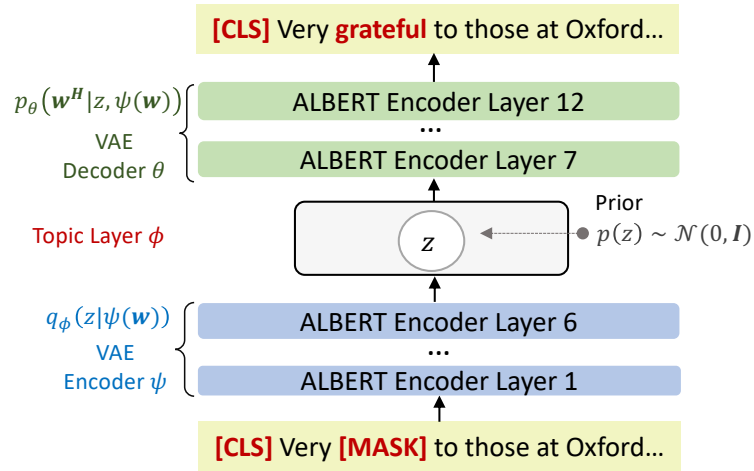 [CLS] Very grateful to those at Oxford...
pθ(w^H|z, ψ(w))
VAE
Decoder θ
ALBERT Encoder Layer 12
...
ALBERT Encoder Layer 7
Topic Layer ϕ
z
Prior
p(z) ~ 𝒩(0, I)
qϕ(z|ψ(w))
VAE
Encoder ψ
ALBERT Encoder Layer 6
...
ALBERT Encoder Layer 1
[CLS] Very [MASK] to those at Oxford...